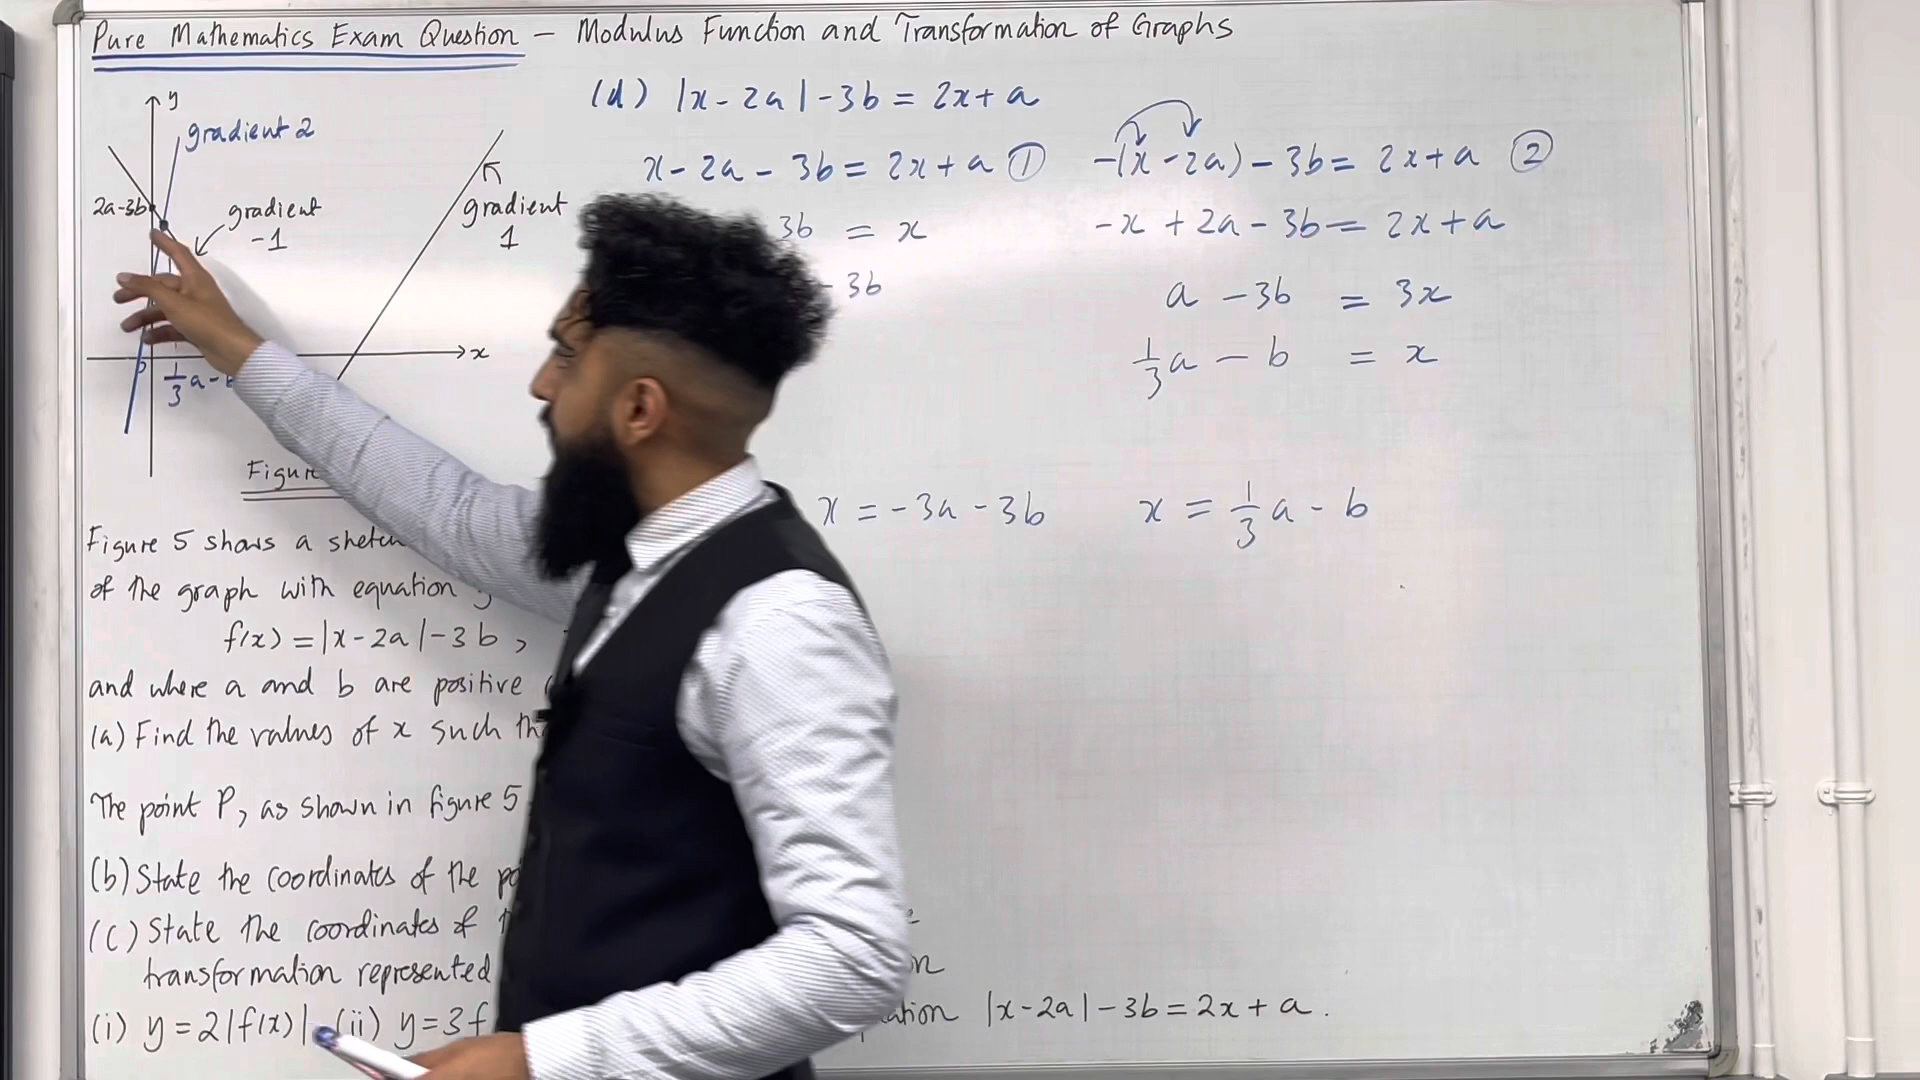 Pure Mathematics Exam Question – Modulus Function and Transformation of Graphs
y
gradient 2
2a-3b
gradient
-1
gradient
1
x
1/3 a -
Figure
Figure 5 shows a sketch
of the graph with equation
f(x) = |x-2a|-3b,
and where a and b are positive
(a) Find the values of x such
The point P, as shown in figure 5
(b) State the coordinates of the
(c) State the coordinates of
transformation represented
(i) y = 2|f(x)| (ii) y = 3f
|x-2a|-3b = 2x+a.
(d) |x-2a|-3b = 2x+a
x-2a-3b = 2x+a ①
3b = x
-3b
x = -3a-3b
-(x-2a)-3b = 2x+a ②
-x+2a-3b = 2x+a
a-3b = 3x
1/3 a - b = x
x = 1/3 a - b